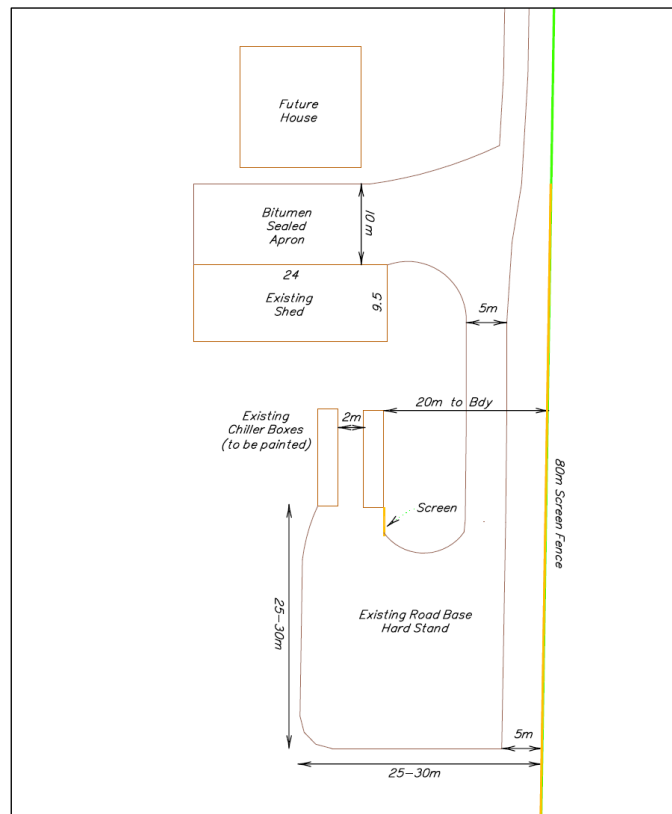 Future
House
Bitumen
Sealed
Apron
10m
24
Existing
Shed
9.5
5m
20m to Bdy
Existing
Chiller Boxes
(to be painted)
2m
Screen
80m Screen Fence
25-30m
Existing Road Base
Hard Stand
5m
25-30m